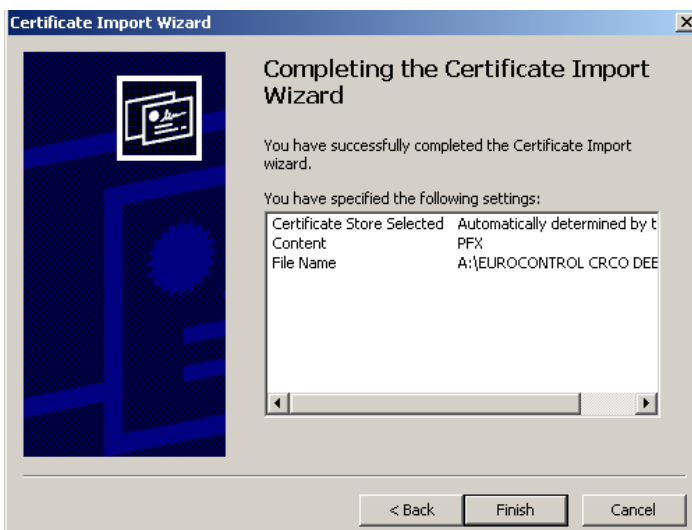 Certificate Import Wizard
Completing the Certificate Import
Wizard
You have successfully completed the Certificate Import
wizard.
You have specified the following settings:
Certificate Store Selected Automatically determined by t
Content PFX
File Name A:\EUROCONTROL CRCO DEE
< Back Finish Cancel